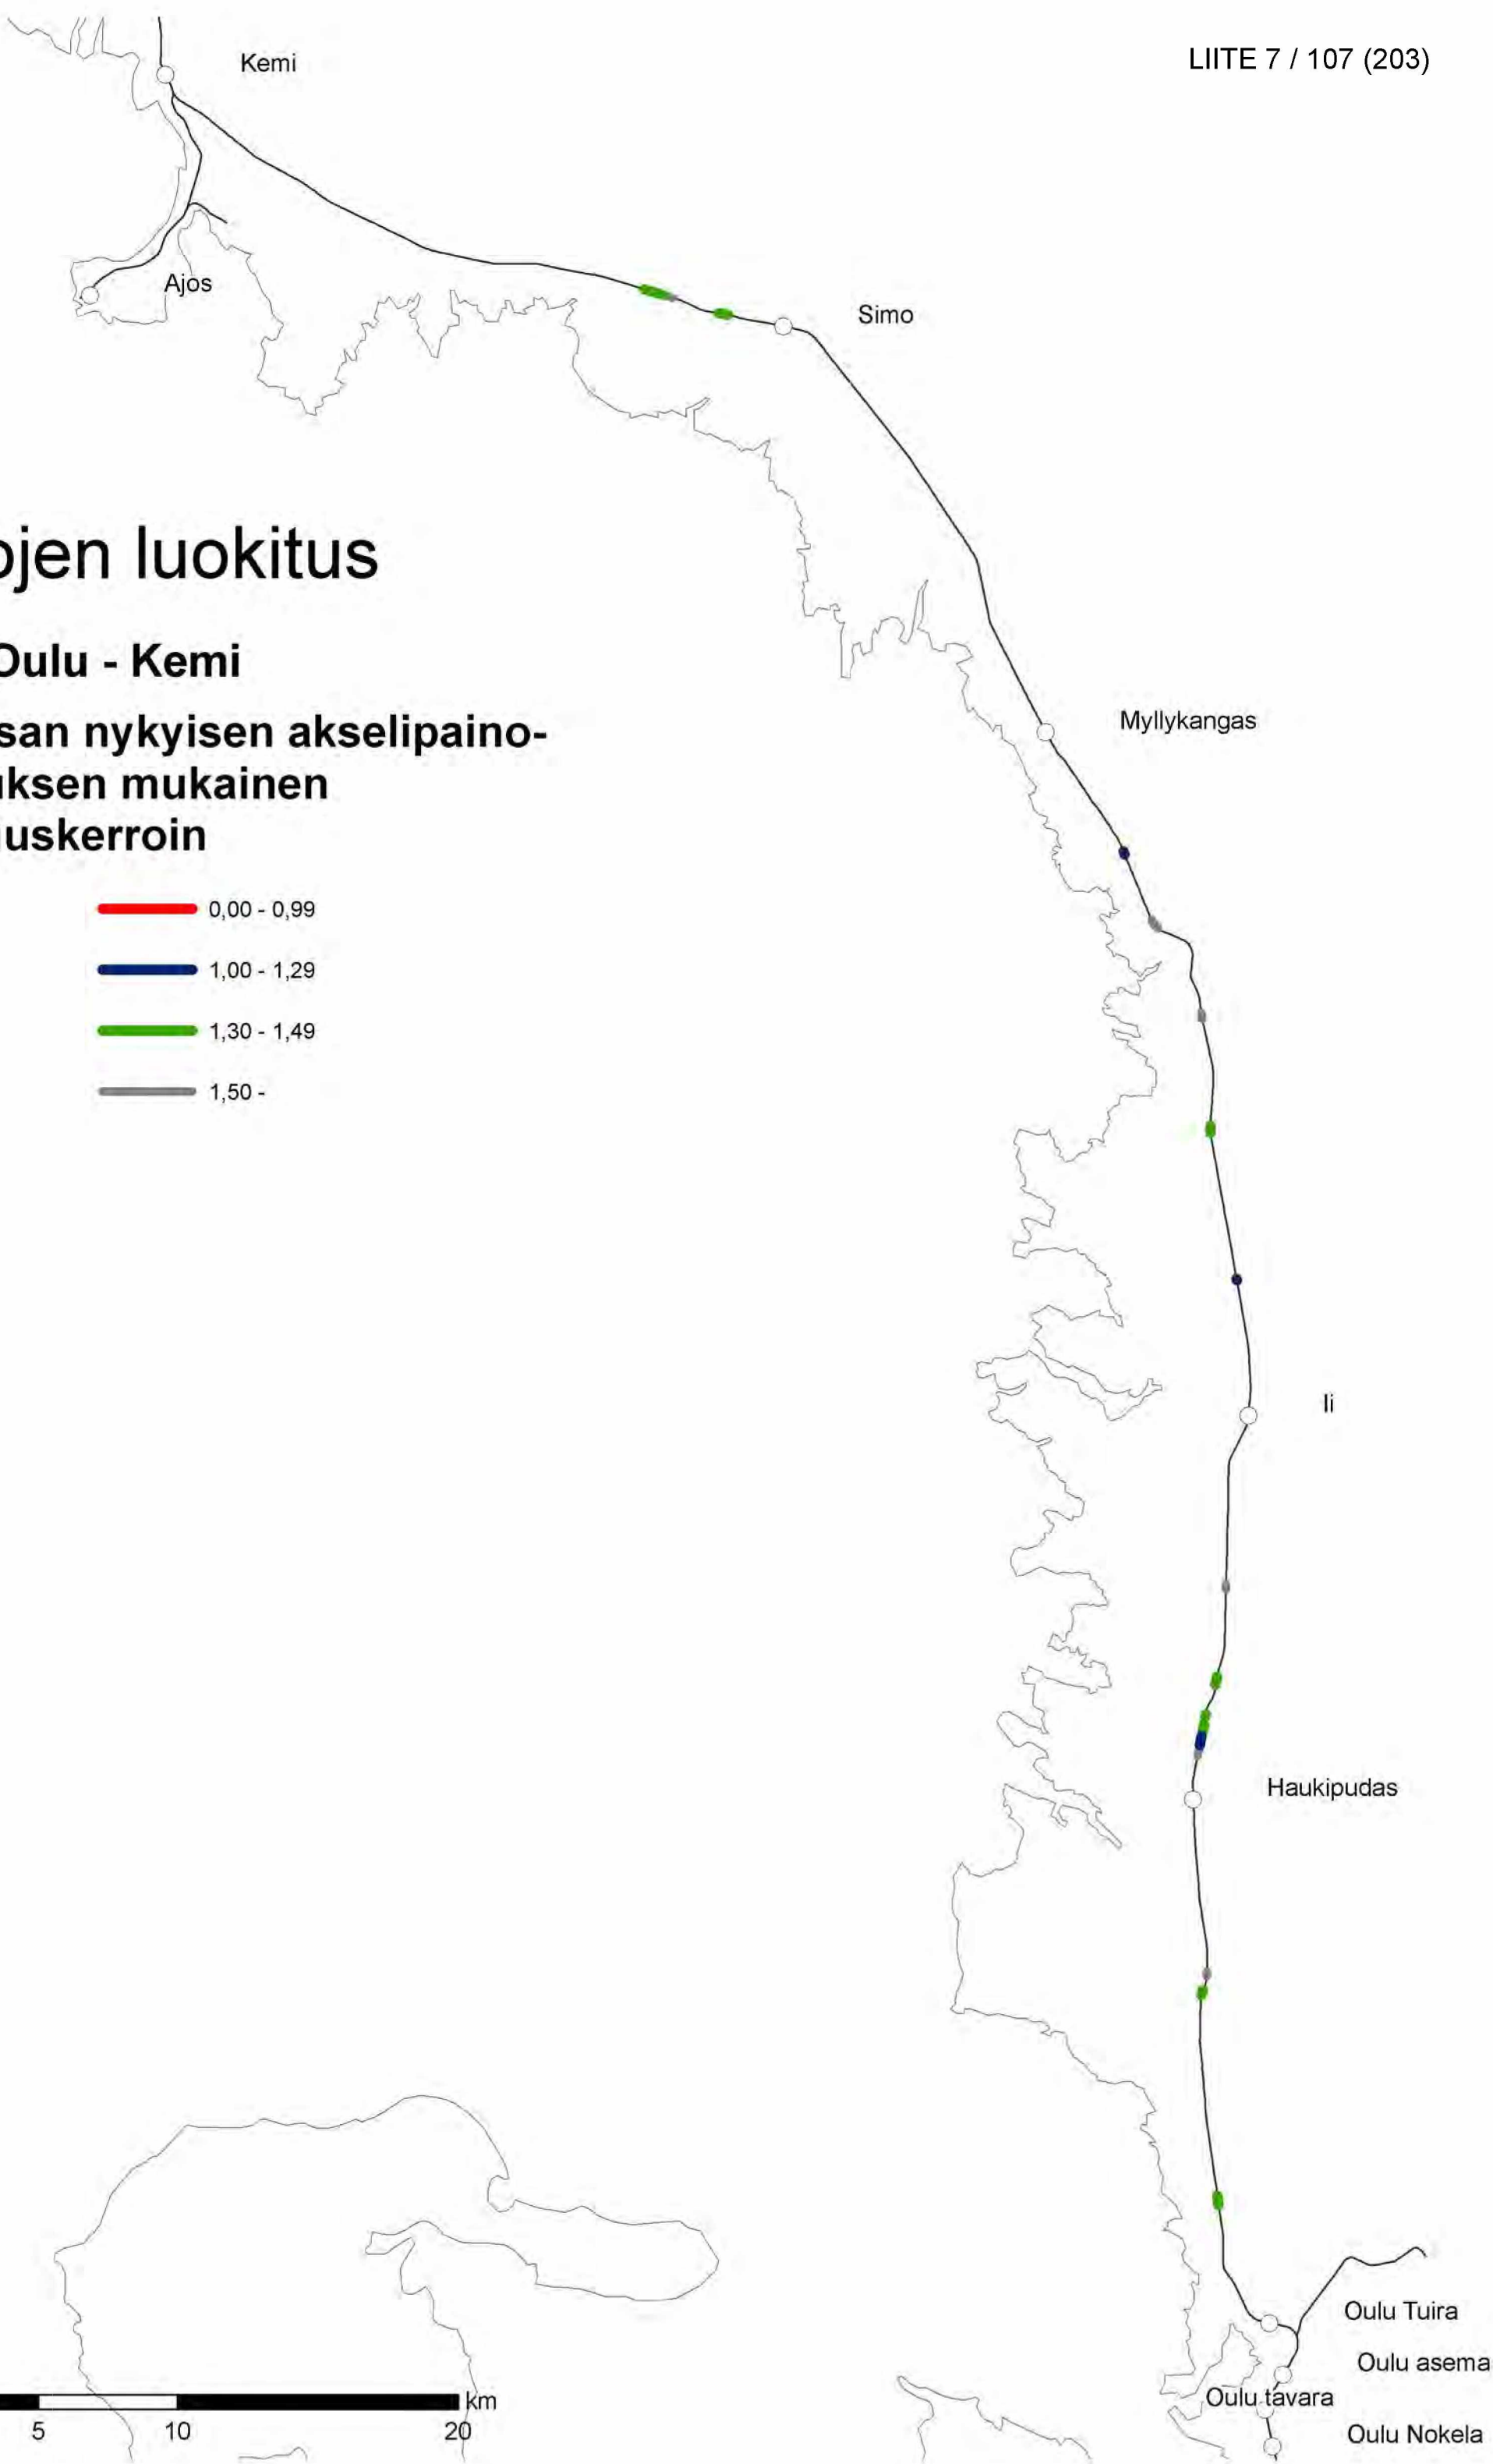 LIITE 7 / 107 (203)
Kemi
Ajos
Simo
ojen luokitus
Oulu - Kemi
san nykyisen akselipaino-
uksen mukainen
uuskerroin
0,00 - 0,99
1,00 - 1,29
1,30 - 1,49
1,50 -
Myllykangas
Ii
Haukipudas
Oulu Tuira
Oulu asema
Oulu tavara
Oulu Nokela
km
5 10 20